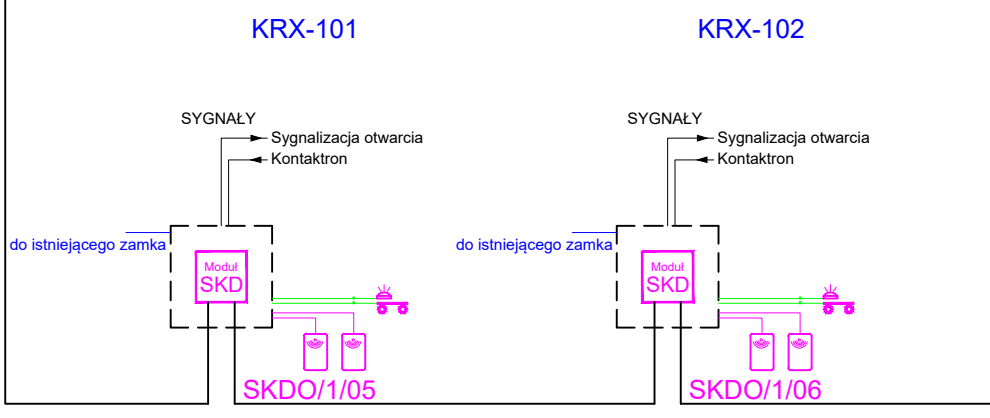 KRX-101
SYGNAŁY
Sygnalizacja otwarcia
Kontaktron
do istniejącego zamka
Moduł
SKD
SKDO/1/05
KRX-102
SYGNAŁY
Sygnalizacja otwarcia
Kontaktron
do istniejącego zamka
Moduł
SKD
SKDO/1/06